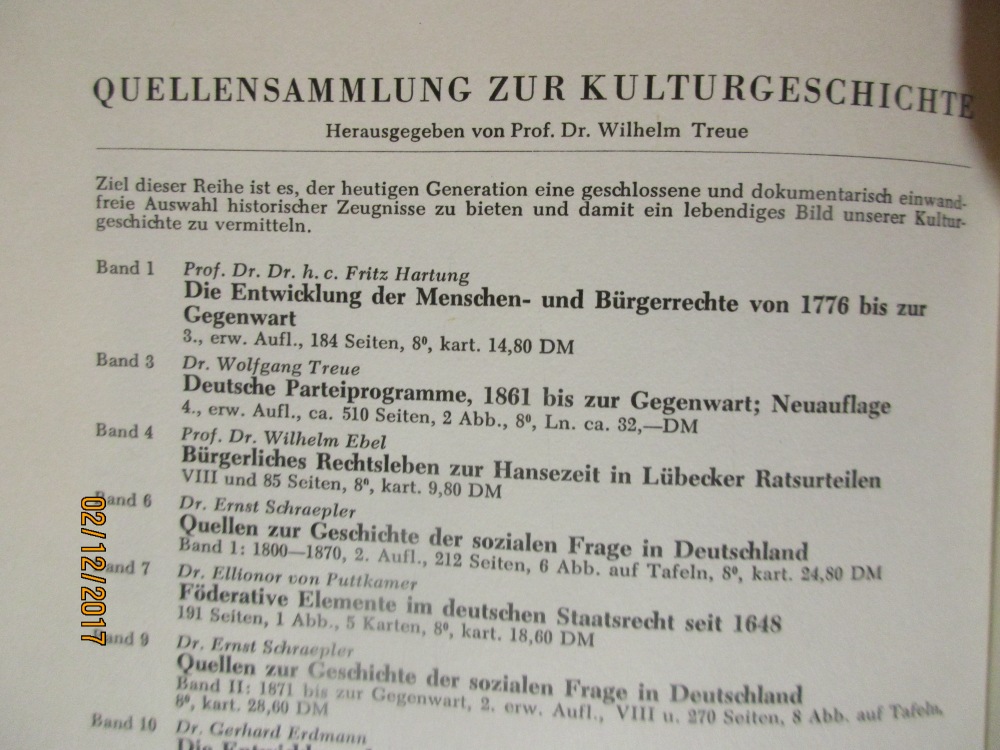 QUELLENSAMMLUNG ZUR KULTURGESCHICHTE
Herausgegeben von Prof. Dr. Wilhelm Treue
Ziel dieser Reihe ist es, der heutigen Generation eine geschlossene und dokumentarisch einwand-
freie Auswahl historischer Zeugnisse zu bieten und damit ein lebendiges Bild unserer Kultur-
geschichte zu vermitteln.
Band 1 Prof. Dr. Dr. h. c. Fritz Hartung
Die Entwicklung der Menschen- und Bürgerrechte von 1776 bis zur
Gegenwart
3., erw. Aufl., 184 Seiten, 8⁰, kart. 14,80 DM
Band 3 Dr. Wolfgang Treue
Deutsche Parteiprogramme, 1861 bis zur Gegenwart; Neuauflage
4., erw. Aufl., ca. 510 Seiten, 2 Abb., 8⁰, Ln. ca. 32,—DM
Band 4 Prof. Dr. Wilhelm Ebel
Bürgerliches Rechtsleben zur Hansezeit in Lübecker Ratsurteilen
VIII und 85 Seiten, 8⁰, kart. 9,80 DM
Band 6 Dr. Ernst Schraepler
Quellen zur Geschichte der sozialen Frage in Deutschland
Band 1: 1800—1870, 2. Aufl., 212 Seiten, 6 Abb. auf Tafeln, 8⁰, kart. 24,80 DM
Band 7 Dr. Ellionor von Puttkamer
Föderative Elemente im deutschen Staatsrecht seit 1648
191 Seiten, 1 Abb., 5 Karten, 8⁰, kart. 18,60 DM
Band 9 Dr. Ernst Schraepler
Quellen zur Geschichte der sozialen Frage in Deutschland
Band II: 1871 bis zur Gegenwart, 2. erw. Aufl., VIII u. 270 Seiten, 8 Abb. auf Tafeln,
8⁰, kart. 28,60 DM
Band 10 Dr. Gerhard Erdmann
Die
02/12/2017